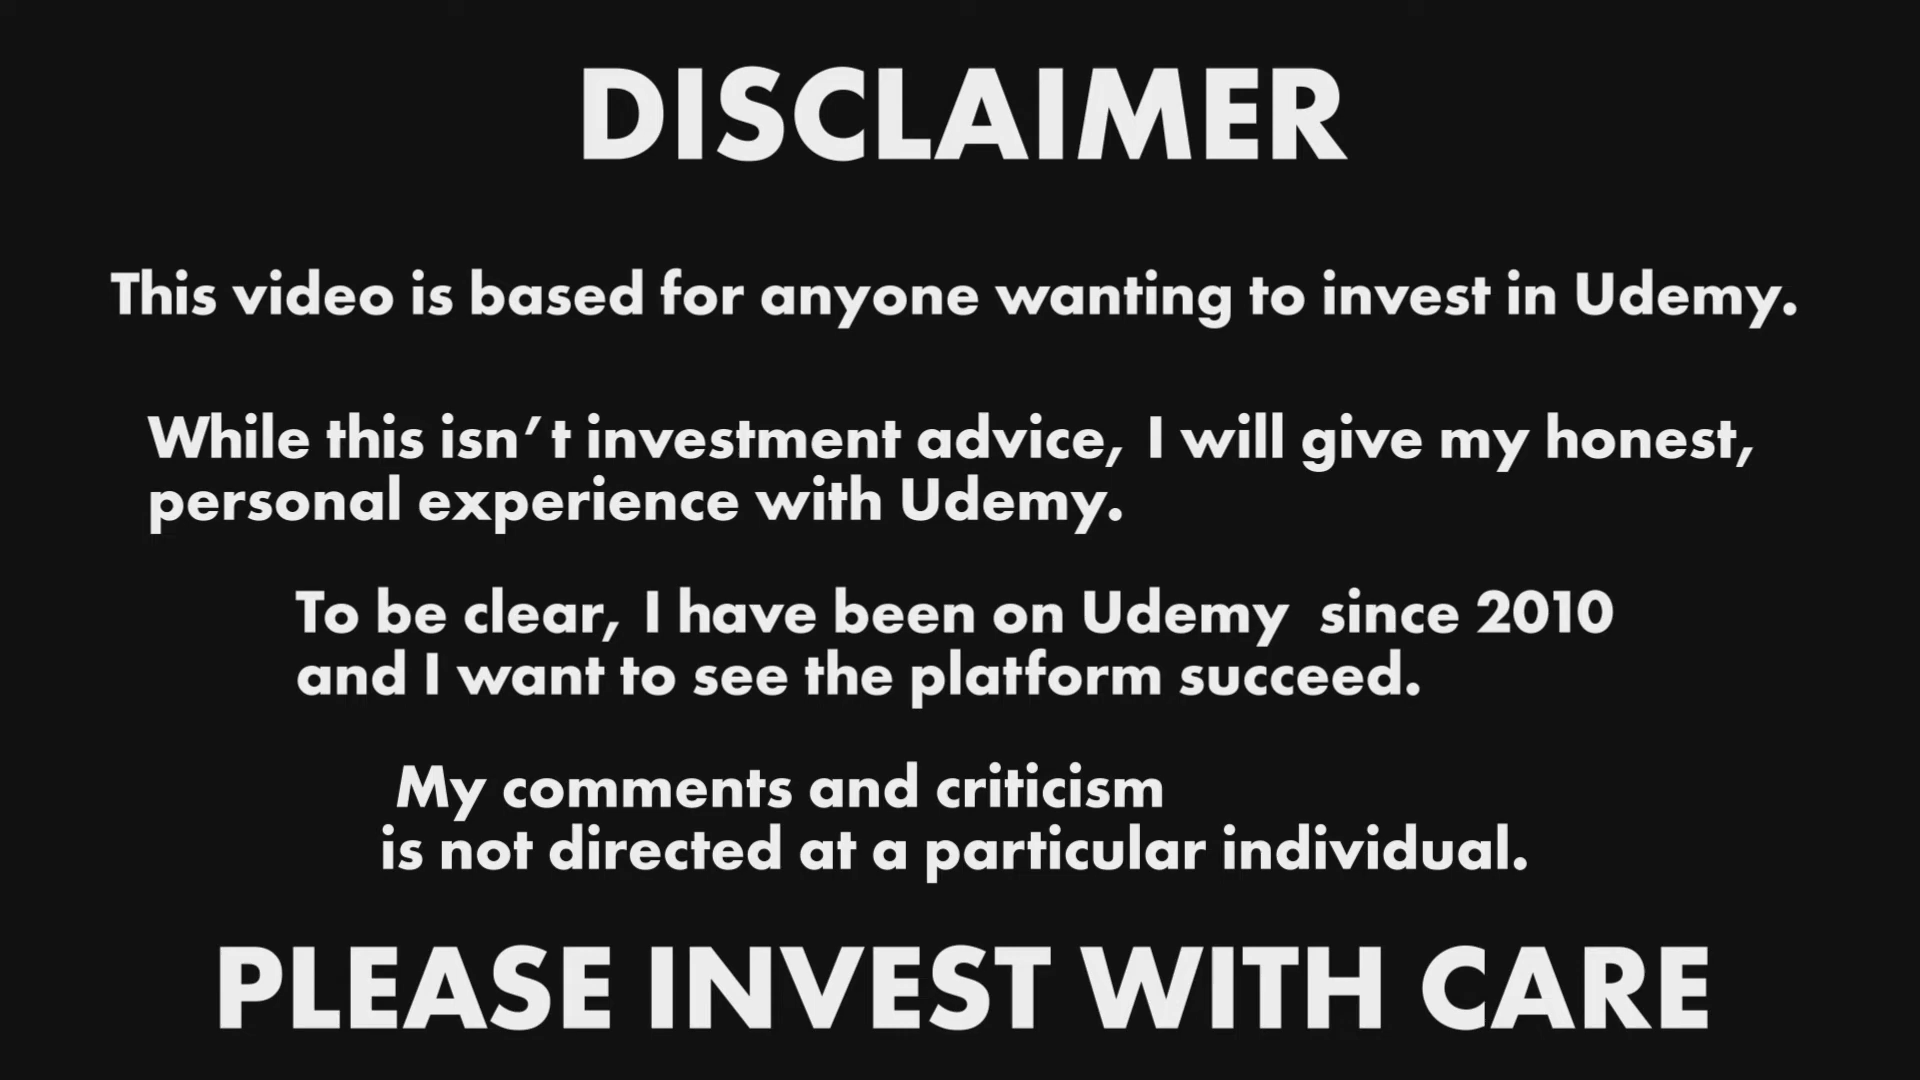 DISCLAIMER
This video is based for anyone wanting to invest in Udemy.
While this isn't investment advice, I will give my honest,
personal experience with Udemy.
To be clear, I have been on Udemy  since 2010
and I want to see the platform succeed.
My comments and criticism
is not directed at a particular individual.
PLEASE INVEST WITH CARE